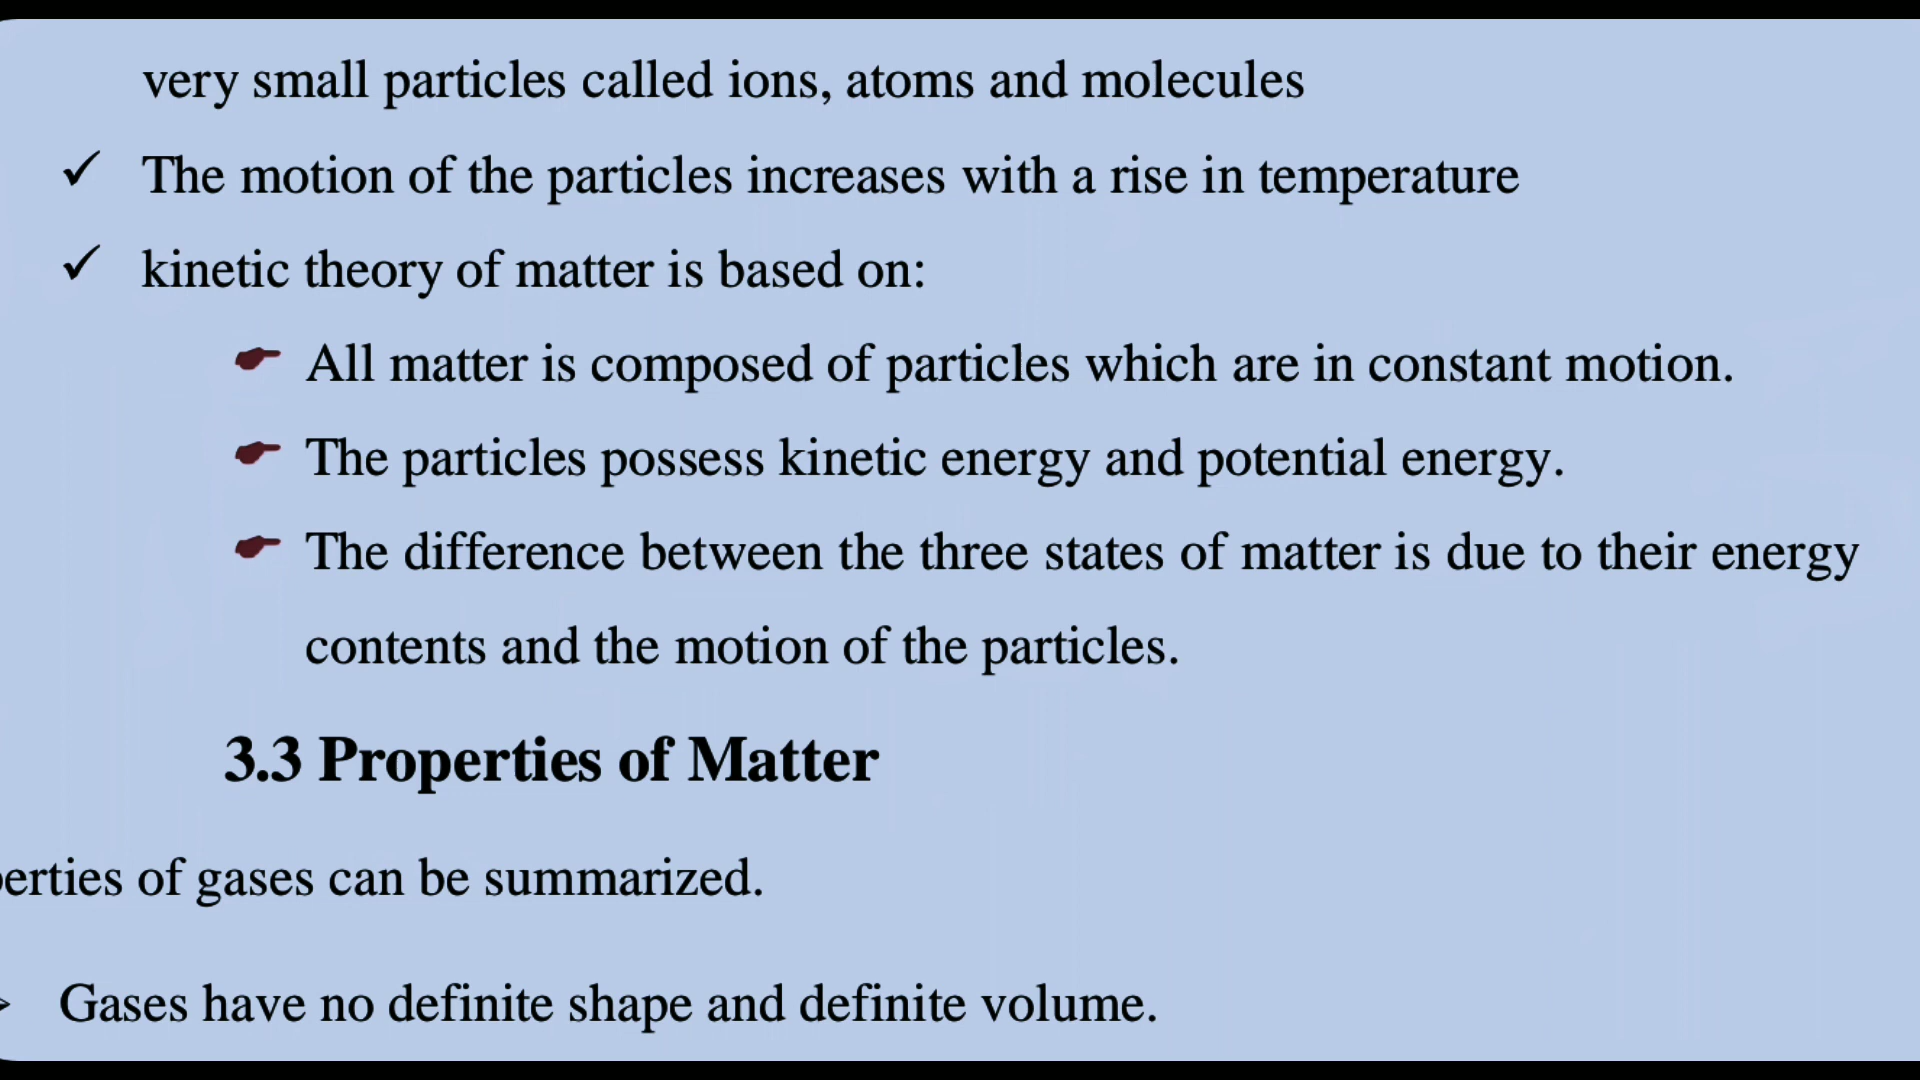 very small particles called ions, atoms and molecules
✓ The motion of the particles increases with a rise in temperature
✓ kinetic theory of matter is based on:
☛ All matter is composed of particles which are in constant motion.
☛ The particles possess kinetic energy and potential energy.
☛ The difference between the three states of matter is due to their energy
contents and the motion of the particles.
3.3 Properties of Matter
erties of gases can be summarized.
➢ Gases have no definite shape and definite volume.